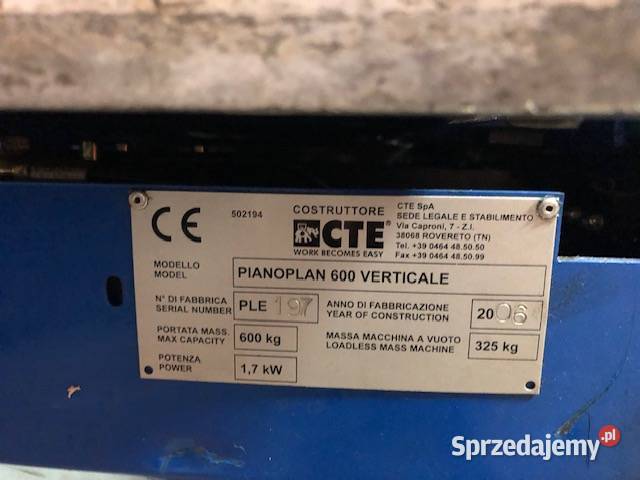 CE
502194
COSTRUTTORE
CTE®
WORK BECOMES EASY
CTE SpA
SEDE LEGALE E STABILIMENTO
Via Caproni, 7 - Z.I.
38068 ROVERETO (TN)
Tel. +39 0464 48.50.50
Fax +39 0464 48.50.99
MODELLO
MODEL
PIANOPLAN 600 VERTICALE
N° DI FABBRICA
SERIAL NUMBER
PLE 197
ANNO DI FABBRICAZIONE
YEAR OF CONSTRUCTION
2006
PORTATA MASS.
MAX CAPACITY
600 kg
MASSA MACCHINA A VUOTO
LOADLESS MASS MACHINE
325 kg
POTENZA
POWER
1,7 kW
Sprzedajemy.pl